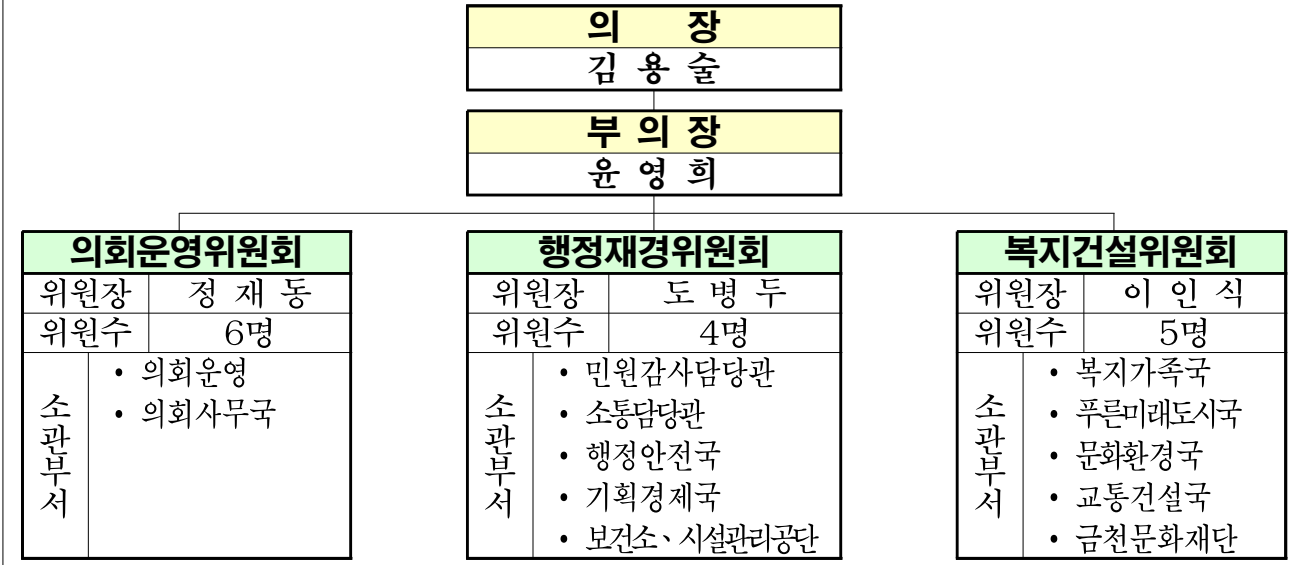 의 장
김 용 술
부 의 장
윤 영 희
의회운영위원회
위원장 정 재 동
위원수 6명
소관부서
• 의회운영
• 의회사무국
행정재경위원회
위원장 도 병 두
위원수 4명
소관부서
• 민원감사담당관
• 소통담당관
• 행정안전국
• 기획경제국
• 보건소、시설관리공단
복지건설위원회
위원장 이 인 식
위원수 5명
소관부서
• 복지가족국
• 푸른미래도시국
• 문화환경국
• 교통건설국
• 금천문화재단